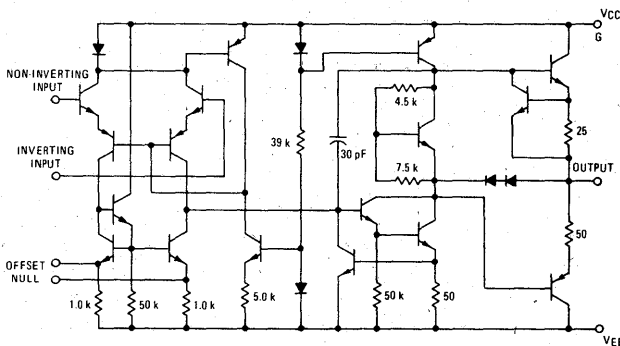 VCC
G
NON-INVERTING
INPUT
4.5 k
25
39 k
30 pF
INVERTING
INPUT
7.5 k
OUTPUT
50
OFFSET
NULL
1.0 k
50 k
1.0 k
5.0 k
50 k
50
VEE